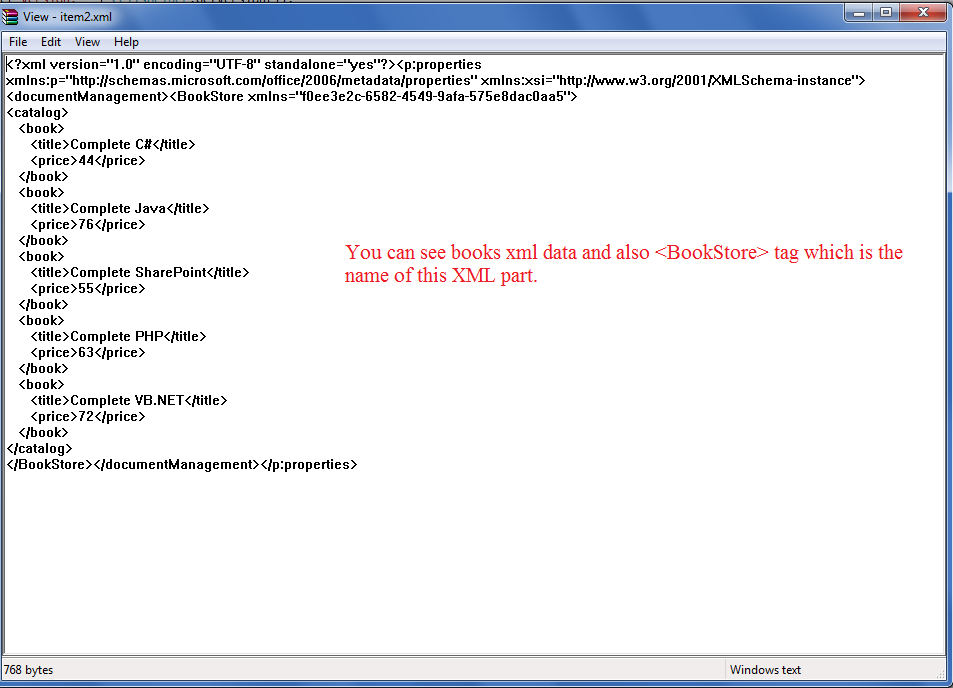 View - item2.xml
File Edit View Help
<?xml version="1.0" encoding="UTF-8" standalone="yes"?><p:properties
xmlns:p="http://schemas.microsoft.com/office/2006/metadata/properties" xmlns:xsi="http://www.w3.org/2001/XMLSchema-instance">
<documentManagement><BookStore xmlns="f0ee3e2c-6582-4549-9afa-575e8dac0aa5">
<catalog>
<book>
<title>Complete C#</title>
<price>44</price>
</book>
<book>
<title>Complete Java</title>
<price>76</price>
</book>
<book>
<title>Complete SharePoint</title>
<price>55</price>
</book>
<book>
<title>Complete PHP</title>
<price>63</price>
</book>
<book>
<title>Complete VB.NET</title>
<price>72</price>
</book>
</catalog>
</BookStore></documentManagement></p:properties>
You can see books xml data and also <BookStore> tag which is the
name of this XML part.
768 bytes
Windows text